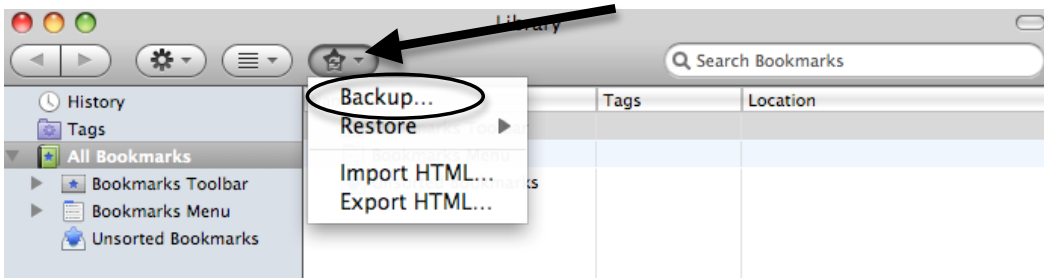 Library
Search Bookmarks
History
Tags
All Bookmarks
Bookmarks Toolbar
Bookmarks Menu
Unsorted Bookmarks
Backup...
Restore
Import HTML...
Export HTML...
Tags
Location